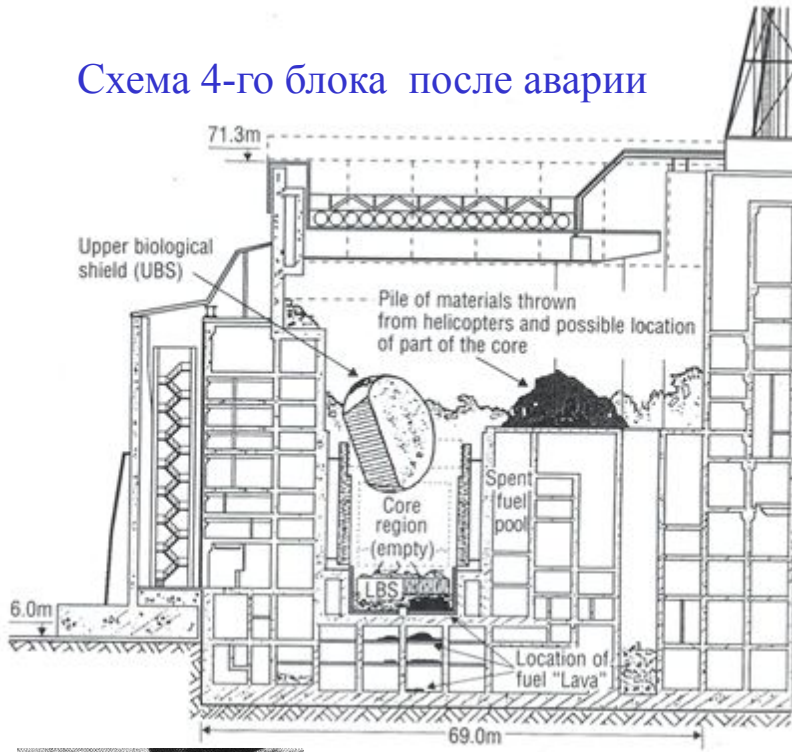 Схема 4-го блока после аварии
71.3m
Upper biological
shield (UBS)
Pile of materials thrown
from helicopters and possible location
of part of the core
Spent
fuel
pool
Core
region
(empty)
LBS
6.0m
Location of
fuel "Lava"
69.0m